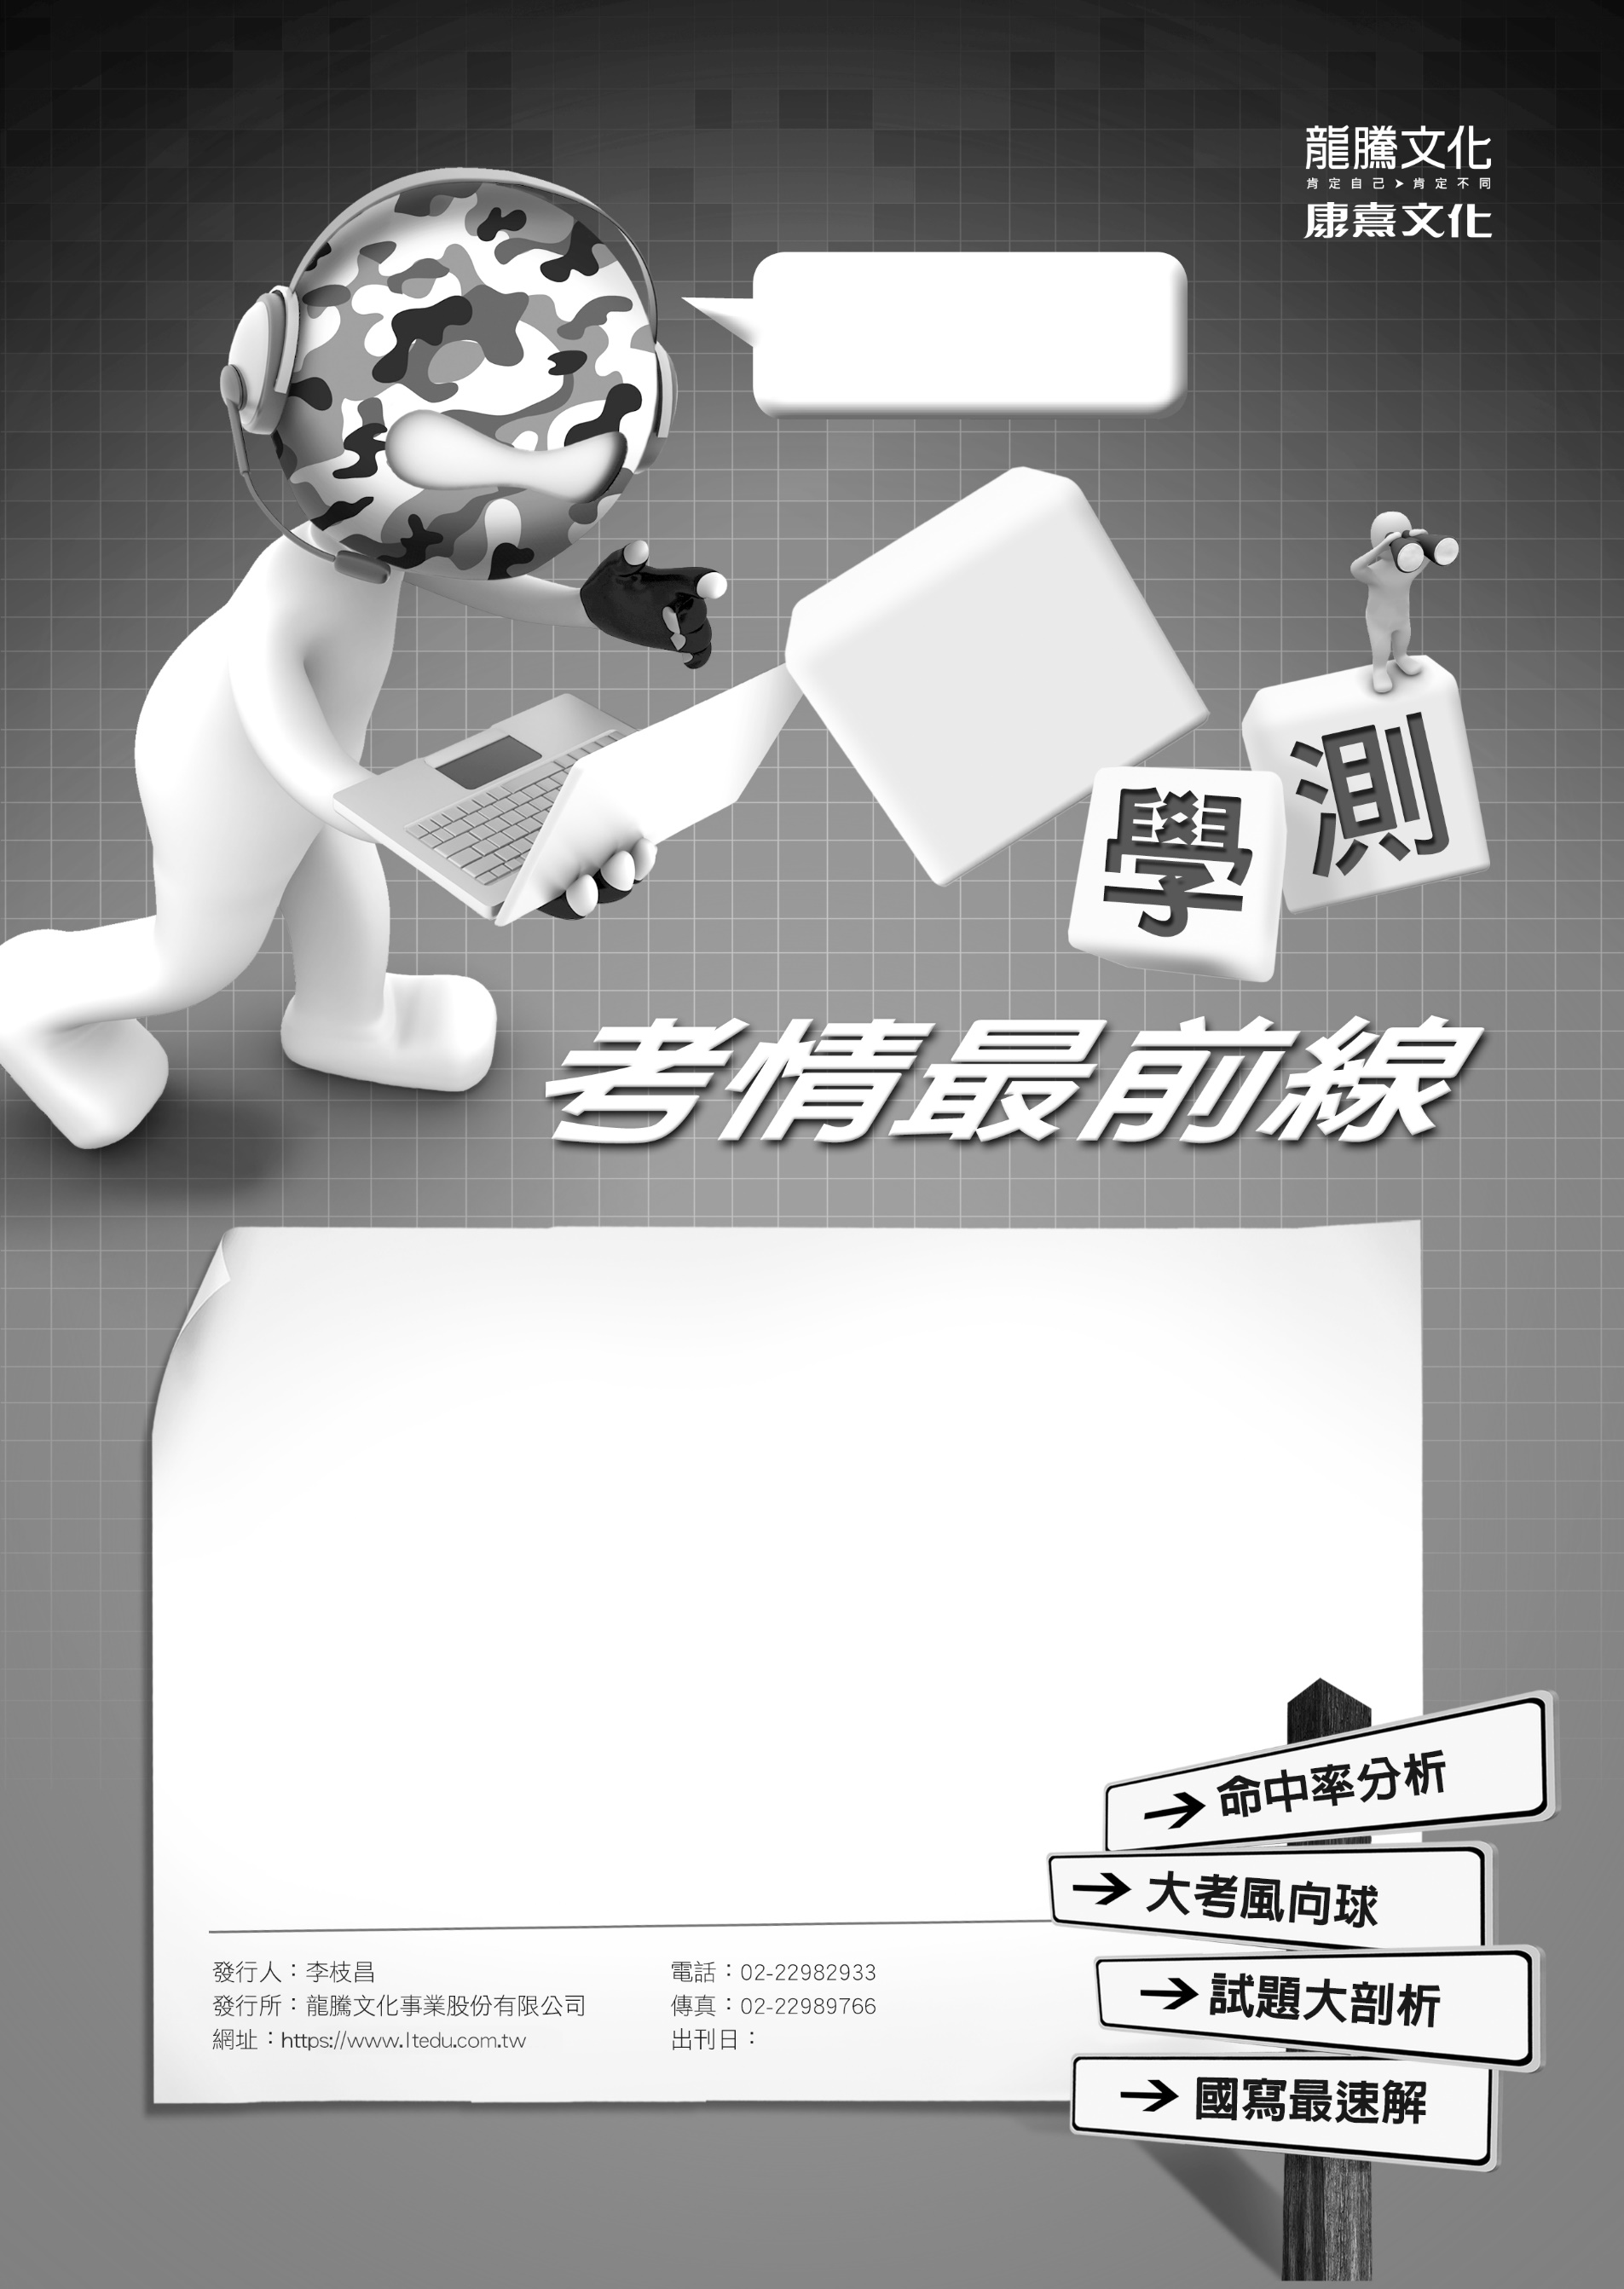 龍騰文化
肯定自己➤肯定不同
康熹文化
學測
考情最前線
命中率分析
大考風向球
試題大剖析
國寫最速解
發行人：李枝昌
發行所：龍騰文化事業股份有限公司
網址：https://www.ltedu.com.tw
電話：02-22982933
傳真：02-22989766
出刊日：